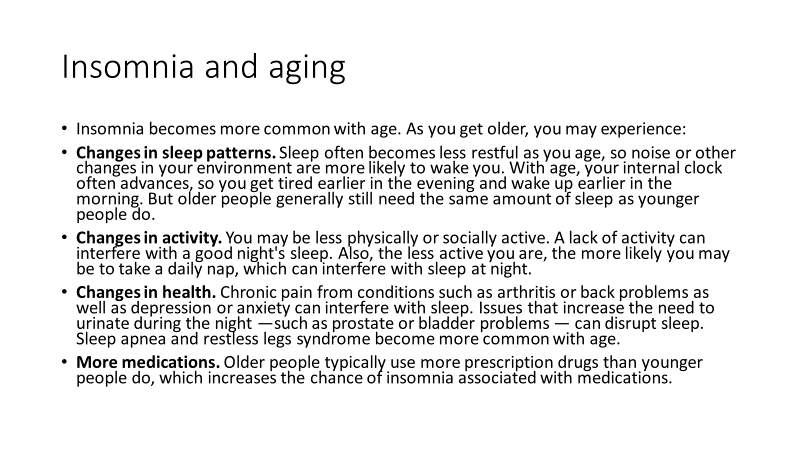 Insomnia and aging
• Insomnia becomes more common with age. As you get older, you may experience:
• Changes in sleep patterns. Sleep often becomes less restful as you age, so noise or other
changes in your environment are more likely to wake you. With age, your internal clock
often advances, so you get tired earlier in the evening and wake up earlier in the
morning. But older people generally still need the same amount of sleep as younger
people do.
• Changes in activity. You may be less physically or socially active. A lack of activity can
interfere with a good night's sleep. Also, the less active you are, the more likely you may
be to take a daily nap, which can interfere with sleep at night.
• Changes in health. Chronic pain from conditions such as arthritis or back problems as
well as depression or anxiety can interfere with sleep. Issues that increase the need to
urinate during the night —such as prostate or bladder problems — can disrupt sleep.
Sleep apnea and restless legs syndrome become more common with age.
• More medications. Older people typically use more prescription drugs than younger
people do, which increases the chance of insomnia associated with medications.